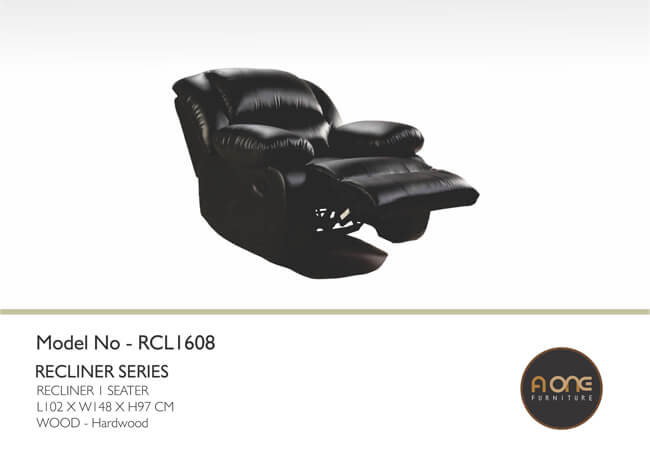 Model No - RCL1608
RECLINER SERIES
RECLINER 1 SEATER
L102 X W148 X H97 CM
WOOD - Hardwood
A ONE
FURNITURE